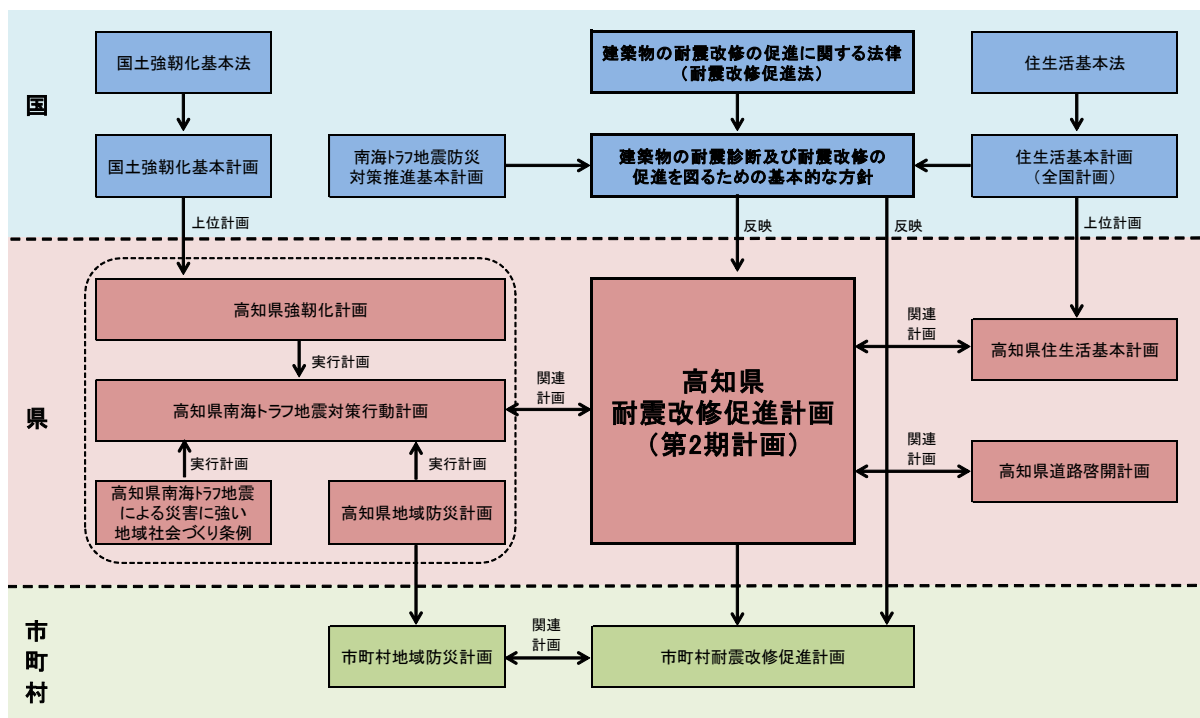 国
国土強靭化基本法
建築物の耐震改修の促進に関する法律
（耐震改修促進法）
住生活基本法
国土強靭化基本計画
南海トラフ地震防災
対策推進基本計画
建築物の耐震診断及び耐震改修の
促進を図るための基本的な方針
住生活基本計画
（全国計画）
上位計画
反映
反映
上位計画
県
高知県強靭化計画
実行計画
高知県南海トラフ地震対策行動計画
実行計画
実行計画
高知県南海トラフ地震
による災害に強い
地域社会づくり条例
高知県地域防災計画
関連
計画
高知県
耐震改修促進計画
（第2期計画）
関連
計画
高知県住生活基本計画
関連
計画
高知県道路啓開計画
市
町
村
市町村地域防災計画
関連
計画
市町村耐震改修促進計画